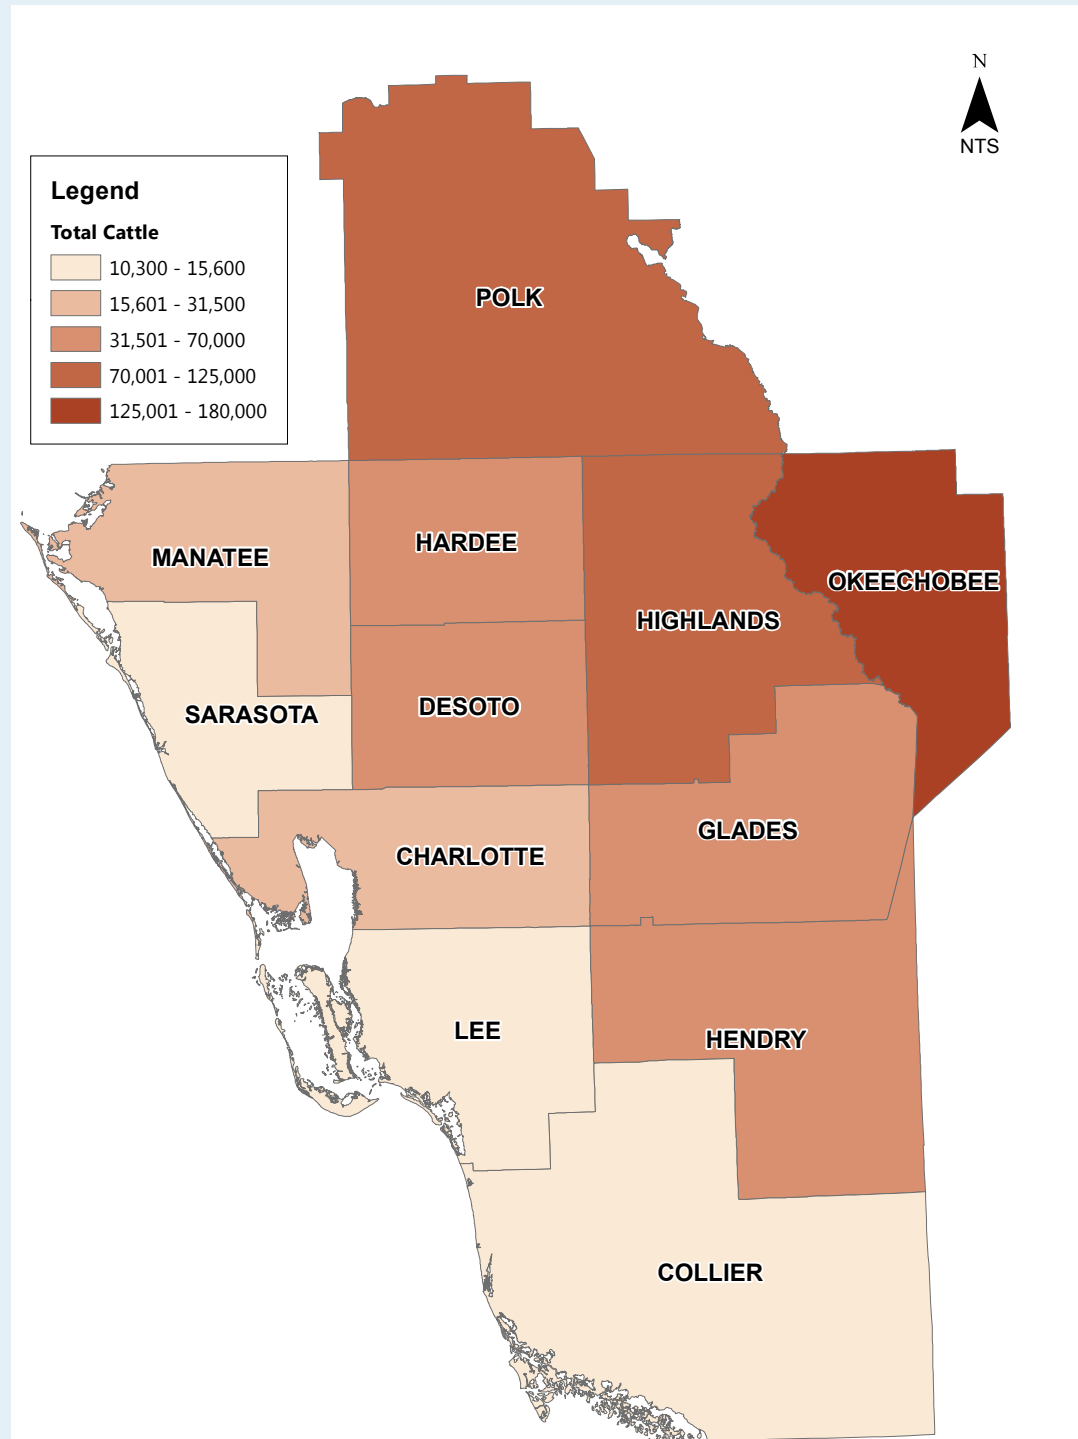 N
NTS
Legend
Total Cattle
10,300 - 15,600
15,601 - 31,500
31,501 - 70,000
70,001 - 125,000
125,001 - 180,000
POLK
MANATEE
HARDEE
HIGHLANDS
OKEECHOBEE
SARASOTA
DESOTO
CHARLOTTE
GLADES
LEE
HENDRY
COLLIER